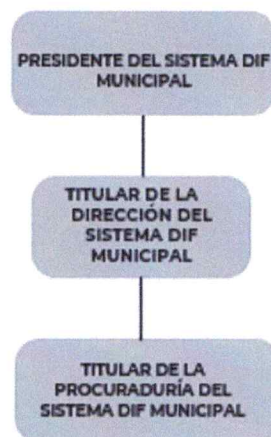 PRESIDENTE DEL SISTEMA DIF
MUNICIPAL
TITULAR DE LA
DIRECCIÓN DEL
SISTEMA DIF
MUNICIPAL
TITULAR DE LA
PROCURADURÍA DEL
SISTEMA DIF MUNICIPAL